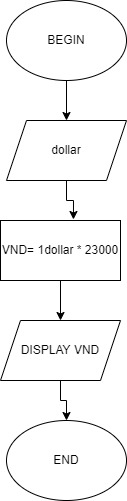 BEGIN
dollar
VND= 1dollar * 23000
DISPLAY VND
END